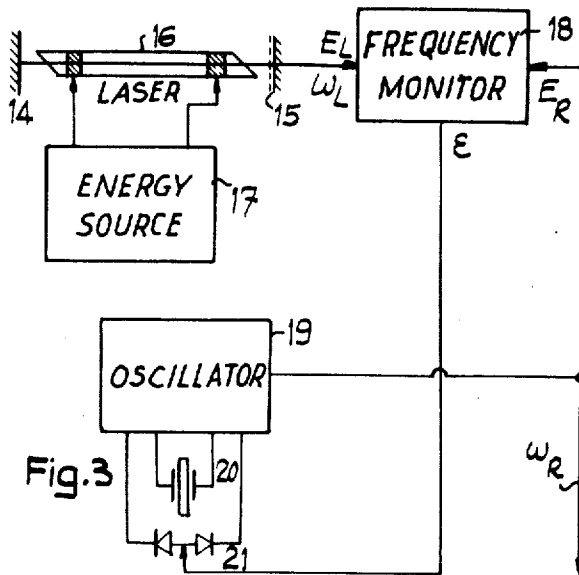 16
E_L
ω_L
FREQUENCY
MONITOR
18
14
LASER
15
E_R
ε
ENERGY
SOURCE
17
OSCILLATOR
19
Fig.3
20
21
ω_R